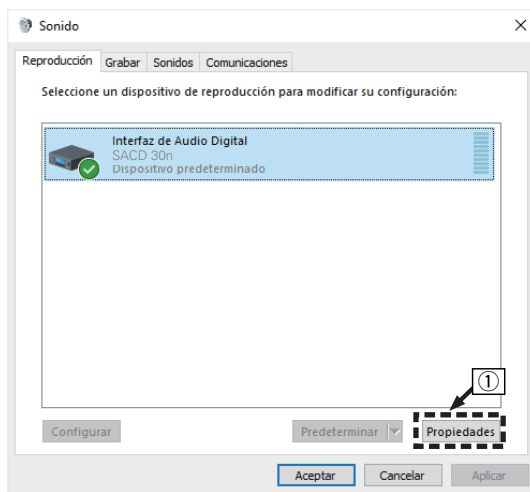 Sonido
Reproducción Grabar Sonidos Comunicaciones
Seleccione un dispositivo de reproducción para modificar su configuración:
Interfaz de Audio Digital
SACD 30n
Dispositivo predeterminado
①
Configurar Predeterminar Propiedades
Aceptar Cancelar Aplicar